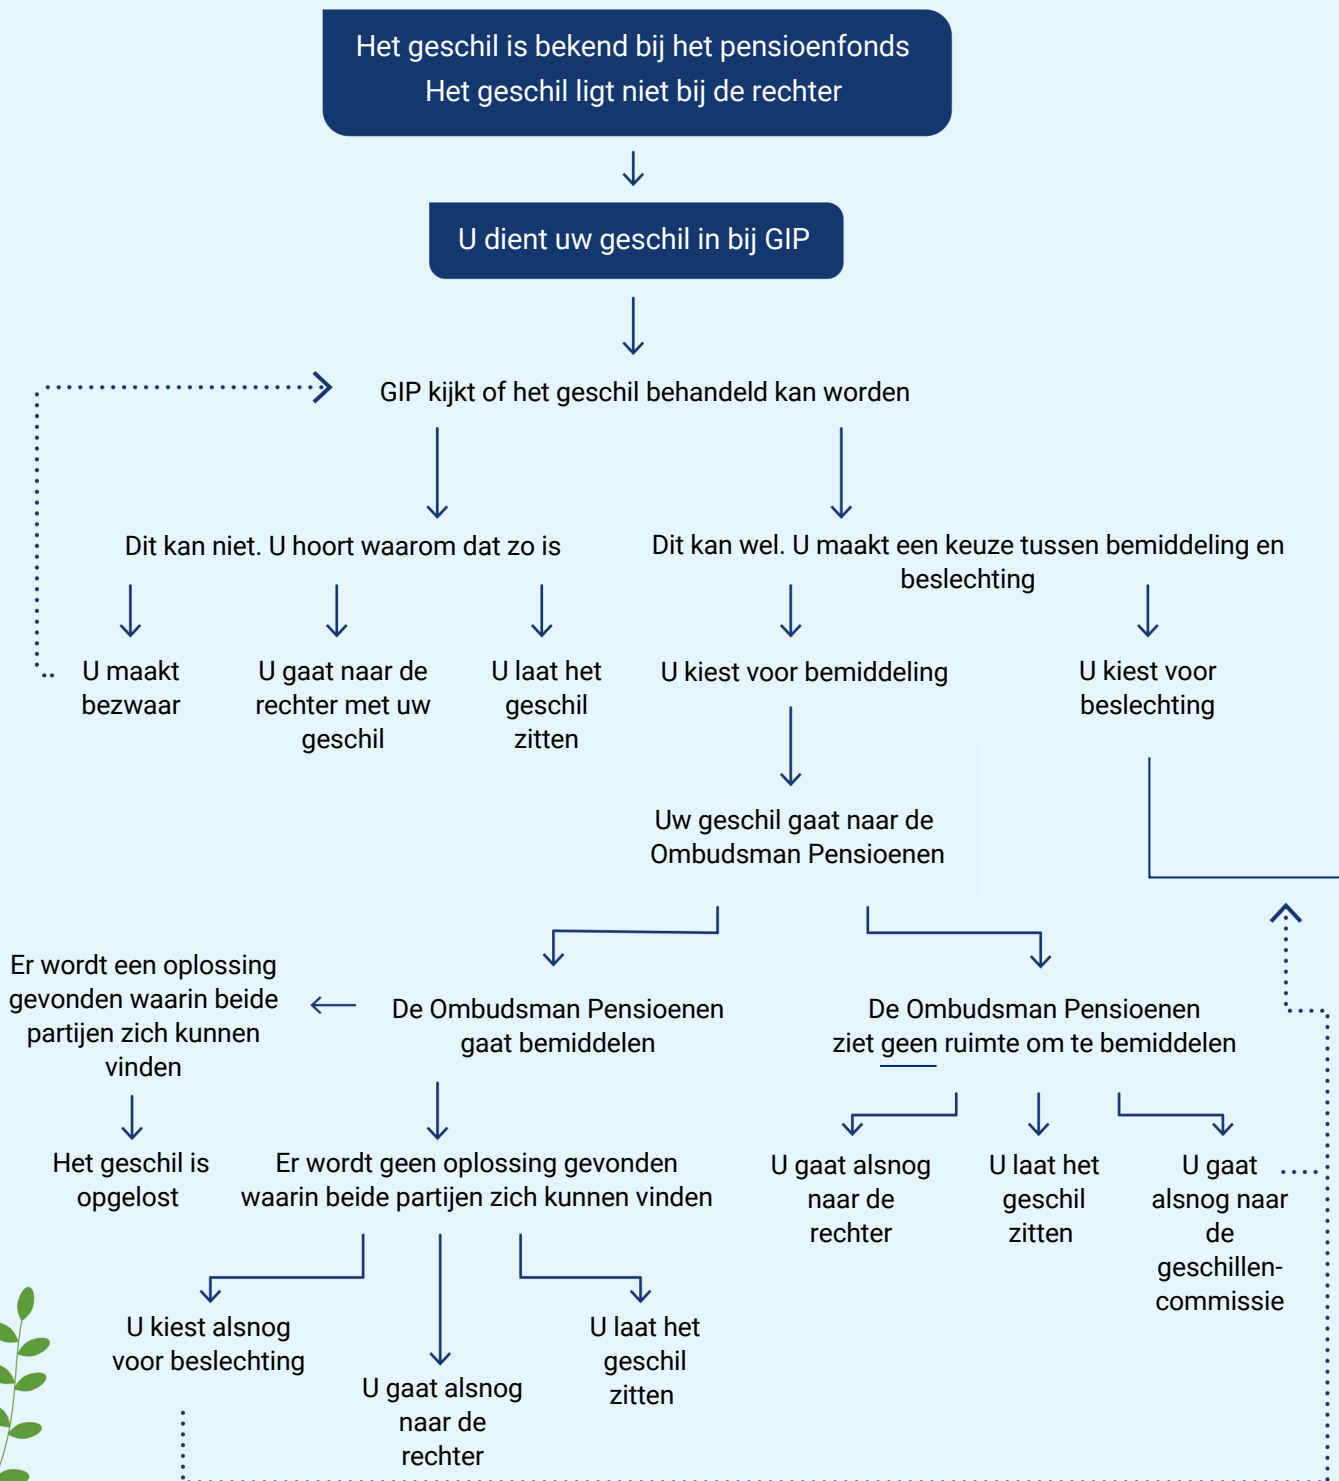 Het geschil is bekend bij het pensioenfonds
Het geschil ligt niet bij de rechter
U dient uw geschil in bij GIP
GIP kijkt of het geschil behandeld kan worden
Dit kan niet. U hoort waarom dat zo is
Dit kan wel. U maakt een keuze tussen bemiddeling en
beslechting
U maakt
bezwaar
U gaat naar de
rechter met uw
geschil
U laat het
geschil
zitten
U kiest voor bemiddeling
U kiest voor
beslechting
Uw geschil gaat naar de
Ombudsman Pensioenen
Er wordt een oplossing
gevonden waarin beide
partijen zich kunnen
vinden
De Ombudsman Pensioenen
gaat bemiddelen
De Ombudsman Pensioenen
ziet geen ruimte om te bemiddelen
Het geschil is
opgelost
Er wordt geen oplossing gevonden
waarin beide partijen zich kunnen vinden
U gaat alsnog
naar de
rechter
U laat het
geschil
zitten
U gaat
alsnog naar
de
geschillen-
commissie
U kiest alsnog
voor beslechting
U gaat alsnog
naar de
rechter
U laat het
geschil
zitten